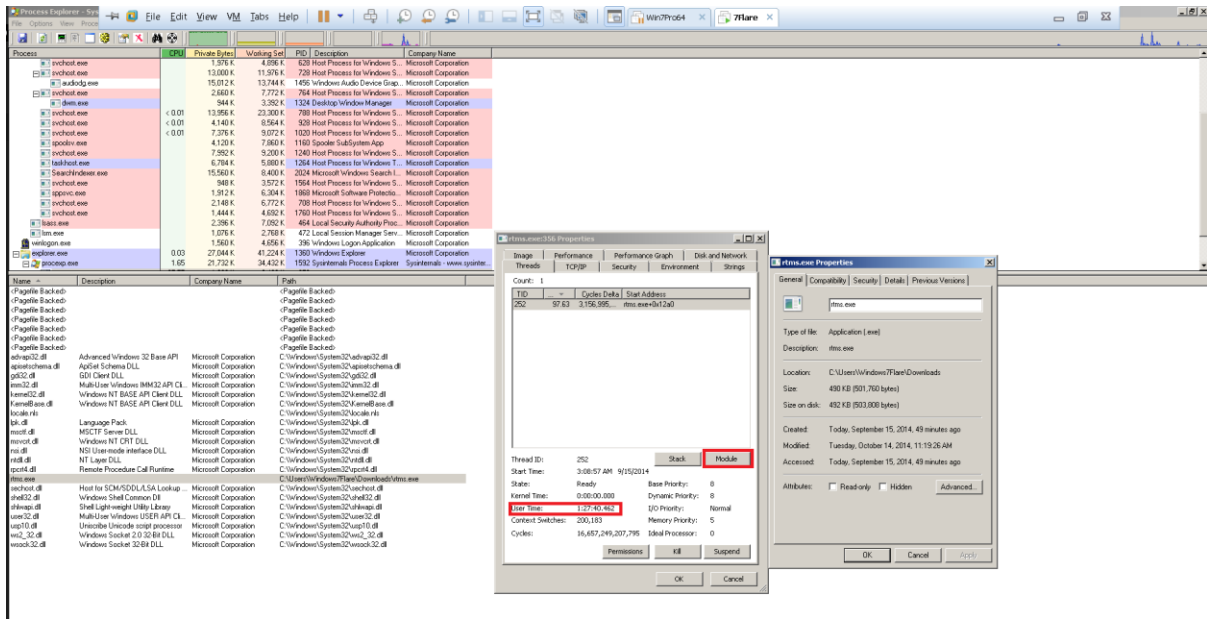 Process Explorer - Sys
File Edit View VM Tabs Help
Win7Pro64 ×
7Flare ×
File Options View Proce
Process CPU Private Bytes Working Set PID Description Company Name
svchost.exe 1,976 K 4,896 K 628 Host Process for Windows S... Microsoft Corporation
svchost.exe 13,000 K 11,976 K 728 Host Process for Windows S... Microsoft Corporation
audiodg.exe 15,012 K 13,744 K 1456 Windows Audio Device Grap... Microsoft Corporation
svchost.exe 2,660 K 7,772 K 764 Host Process for Windows S... Microsoft Corporation
dwm.exe 944 K 3,392 K 1324 Desktop Window Manager Microsoft Corporation
svchost.exe < 0.01 13,956 K 23,300 K 788 Host Process for Windows S... Microsoft Corporation
svchost.exe < 0.01 4,140 K 8,564 K 928 Host Process for Windows S... Microsoft Corporation
svchost.exe < 0.01 7,376 K 9,072 K 1020 Host Process for Windows S... Microsoft Corporation
spoolsv.exe 4,120 K 7,860 K 1160 Spooler SubSystem App Microsoft Corporation
svchost.exe 7,992 K 9,200 K 1240 Host Process for Windows S... Microsoft Corporation
taskhost.exe 6,784 K 5,880 K 1264 Host Process for Windows T... Microsoft Corporation
SearchIndexer.exe 15,560 K 8,400 K 2024 Microsoft Windows Search I... Microsoft Corporation
svchost.exe 948 K 3,572 K 1564 Host Process for Windows S... Microsoft Corporation
sppsvc.exe 1,912 K 6,304 K 1868 Microsoft Software Protectio... Microsoft Corporation
svchost.exe 2,148 K 6,772 K 708 Host Process for Windows S... Microsoft Corporation
svchost.exe 1,444 K 4,692 K 1760 Host Process for Windows S... Microsoft Corporation
lsass.exe 2,396 K 7,092 K 464 Local Security Authority Proc... Microsoft Corporation
lsm.exe 1,076 K 2,768 K 472 Local Session Manager Serv... Microsoft Corporation
winlogon.exe 1,560 K 4,656 K 396 Windows Logon Application Microsoft Corporation
explorer.exe 0.03 27,044 K 41,224 K 1360 Windows Explorer Microsoft Corporation
procexp.exe 1.65 21,732 K 34,432 K 1592 Sysinternals Process Explorer Sysinternals - www.sysinter...
Name Description Company Name Path
<Pagefile Backed> <Pagefile Backed>
<Pagefile Backed> <Pagefile Backed>
<Pagefile Backed> <Pagefile Backed>
<Pagefile Backed> <Pagefile Backed>
<Pagefile Backed> <Pagefile Backed>
<Pagefile Backed> <Pagefile Backed>
<Pagefile Backed> <Pagefile Backed>
advapi32.dll Advanced Windows 32 Base API Microsoft Corporation C:\Windows\System32\advapi32.dll
apisetschema.dll ApiSet Schema DLL Microsoft Corporation C:\Windows\System32\apisetschema.dll
gdi32.dll GDI Client DLL Microsoft Corporation C:\Windows\System32\gdi32.dll
imm32.dll Multi-User Windows IMM32 API Cli... Microsoft Corporation C:\Windows\System32\imm32.dll
kernel32.dll Windows NT BASE API Client DLL Microsoft Corporation C:\Windows\System32\kernel32.dll
KernelBase.dll Windows NT BASE API Client DLL Microsoft Corporation C:\Windows\System32\KernelBase.dll
locale.nls C:\Windows\System32\locale.nls
lpk.dll Language Pack Microsoft Corporation C:\Windows\System32\lpk.dll
msctf.dll MSCTF Server DLL Microsoft Corporation C:\Windows\System32\msctf.dll
msvcrt.dll Windows NT CRT DLL Microsoft Corporation C:\Windows\System32\msvcrt.dll
nsi.dll NSI User-mode interface DLL Microsoft Corporation C:\Windows\System32\nsi.dll
ntdll.dll NT Layer DLL Microsoft Corporation C:\Windows\System32\ntdll.dll
rpcrt4.dll Remote Procedure Call Runtime Microsoft Corporation C:\Windows\System32\rpcrt4.dll
rtms.exe C:\Users\Windows7Flare\Downloads\rtms.exe
sechost.dll Host for SCM/SDDL/LSA Lookup ... Microsoft Corporation C:\Windows\System32\sechost.dll
shell32.dll Windows Shell Common Dll Microsoft Corporation C:\Windows\System32\shell32.dll
shlwapi.dll Shell Light-weight Utility Library Microsoft Corporation C:\Windows\System32\shlwapi.dll
user32.dll Multi-User Windows USER API Cli... Microsoft Corporation C:\Windows\System32\user32.dll
usp10.dll Uniscribe Unicode script processor Microsoft Corporation C:\Windows\System32\usp10.dll
ws2_32.dll Windows Socket 2.0 32-Bit DLL Microsoft Corporation C:\Windows\System32\ws2_32.dll
wsock32.dll Windows Socket 32-Bit DLL Microsoft Corporation C:\Windows\System32\wsock32.dll
rtms.exe:356 Properties
Image Performance Performance Graph Disk and Network
Threads TCP/IP Security Environment Strings
Count: 1
TID ... Cycles Delta Start Address
252 97.63 3,156,995,... rtms.exe+0x12a0
Thread ID: 252 Stack Module
Start Time: 3:08:57 AM 9/15/2014
State: Ready Base Priority: 8
Kernel Time: 0:00:00.000 Dynamic Priority: 8
User Time: 1:27:40.462 I/O Priority: Normal
Context Switches: 200,183 Memory Priority: 5
Cycles: 16,657,249,207,795 Ideal Processor: 0
Permissions Kill Suspend
OK Cancel
rtms.exe Properties
General Compatibility Security Details Previous Versions
rtms.exe
Type of file: Application (.exe)
Description: rtms.exe
Location: C:\Users\Windows7Flare\Downloads
Size: 490 KB (501,760 bytes)
Size on disk: 492 KB (503,808 bytes)
Created: Today, September 15, 2014, 49 minutes ago
Modified: Tuesday, October 14, 2014, 11:19:26 AM
Accessed: Today, September 15, 2014, 49 minutes ago
Attributes: Read-only Hidden Advanced...
OK Cancel Apply